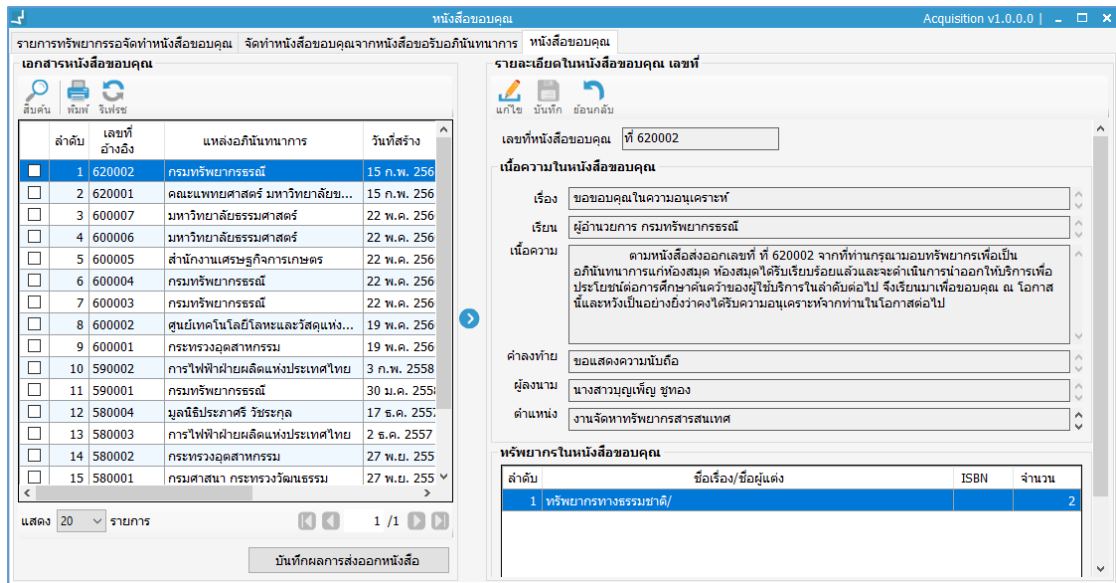 หนังสือขอบคุณ
Acquisition v1.0.0.0 |
รายการทรัพยากรรอจัดทำหนังสือขอบคุณ จัดทำหนังสือขอบคุณจากหนังสือขอรับอภินันทนาการ หนังสือขอบคุณ
เอกสารหนังสือขอบคุณ
สืบค้น พิมพ์ รีเฟรช
ลำดับ เลขที่อ้างอิง แหล่งอภินันทนาการ วันที่สร้าง
1 620002 กรมทรัพยากรธรณี 15 ก.พ. 256
2 620001 คณะแพทยศาสตร์ มหาวิทยาลัยข... 15 ก.พ. 256
3 600007 มหาวิทยาลัยธรรมศาสตร์ 22 พ.ค. 256
4 600006 มหาวิทยาลัยธรรมศาสตร์ 22 พ.ค. 256
5 600005 สำนักงานเศรษฐกิจการเกษตร 22 พ.ค. 256
6 600004 กรมทรัพยากรธรณี 22 พ.ค. 256
7 600003 กรมทรัพยากรธรณี 22 พ.ค. 256
8 600002 ศูนย์เทคโนโลยีโลหะและวัสดุแห่ง... 19 พ.ค. 256
9 600001 กระทรวงอุตสาหกรรม 19 พ.ค. 256
10 590002 การไฟฟ้าฝ่ายผลิตแห่งประเทศไทย 3 ก.พ. 2558
11 590001 กรมทรัพยากรธรณี 30 ม.ค. 255
12 580004 มูลนิธิประภาศรี วัชระกุล 17 ธ.ค. 255
13 580003 การไฟฟ้าฝ่ายผลิตแห่งประเทศไทย 2 ธ.ค. 2557
14 580002 กระทรวงอุตสาหกรรม 27 พ.ย. 255
15 580001 กรมศาสนา กระทรวงวัฒนธรรม 27 พ.ย. 255
แสดง 20 รายการ 1 /1
บันทึกผลการส่งออกหนังสือ
รายละเอียดในหนังสือขอบคุณ เลขที่
แก้ไข บันทึก ย้อนกลับ
เลขที่หนังสือขอบคุณ ที่ 620002
เนื้อความในหนังสือขอบคุณ
เรื่อง ขอขอบคุณในความอนุเคราะห์
เรียน ผู้อำนวยการ กรมทรัพยากรธรณี
เนื้อความ ตามหนังสือส่งออกเลขที่ ที่ 620002 จากที่ท่านกรุณามอบทรัพยากรเพื่อเป็น
อภินันทนาการแก่ห้องสมุด ห้องสมุดได้รับเรียบร้อยแล้วและจะดำเนินการนำออกให้บริการเพื่อ
ประโยชน์ต่อการศึกษาค้นคว้าของผู้ใช้บริการในลำดับต่อไป จึงเรียนมาเพื่อขอบคุณ ณ โอกาส
นี้และหวังเป็นอย่างยิ่งว่าคงได้รับความอนุเคราะห์จากท่านในโอกาสต่อไป
คำลงท้าย ขอแสดงความนับถือ
ผู้ลงนาม นางสาวบุญเพ็ญ ชูทอง
ตำแหน่ง งานจัดหาทรัพยากรสารสนเทศ
ทรัพยากรในหนังสือขอบคุณ
ลำดับ ชื่อเรื่อง/ชื่อผู้แต่ง ISBN จำนวน
1 ทรัพยากรทางธรรมชาติ/ 2